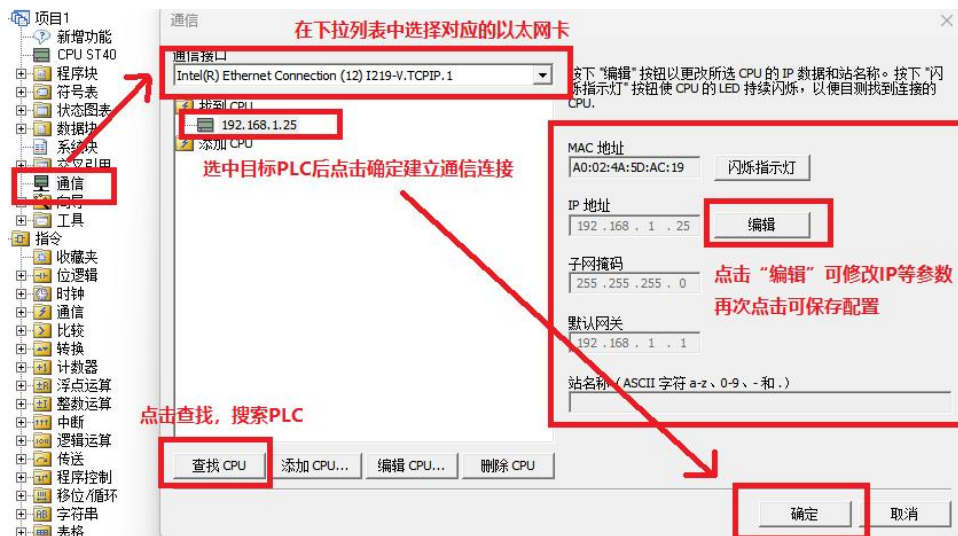 项目1
新增功能
CPU ST40
程序块
符号表
状态图表
数据块
系统块
交叉引用
通信
向导
工具
指令
收藏夹
位逻辑
时钟
通信
比较
转换
计数器
浮点运算
整数运算
中断
逻辑运算
传送
程序控制
移位/循环
字符串
表格
通信
在下拉列表中选择对应的以太网卡
通信接口
Intel(R) Ethernet Connection (12) I219-V.TCPIP.1
找到 CPU
192.168.1.25
添加 CPU
选中目标PLC后点击确定建立通信连接
点击查找，搜索PLC
查找 CPU
添加 CPU...
编辑 CPU...
删除 CPU
按下 "编辑" 按钮以更改所选 CPU 的 IP 数据和站名称。按下 "闪
烁指示灯" 按钮使 CPU 的 LED 持续闪烁，以便目测找到连接的
CPU.
MAC 地址
A0:02:4A:5D:AC:19
闪烁指示灯
IP 地址
192 . 168 . 1 . 25
编辑
子网掩码
255 . 255 . 255 . 0
点击“编辑”可修改IP等参数
再次点击可保存配置
默认网关
192 . 168 . 1 . 1
站名称 (ASCII 字符 a-z、0-9、- 和 .)
确定
取消